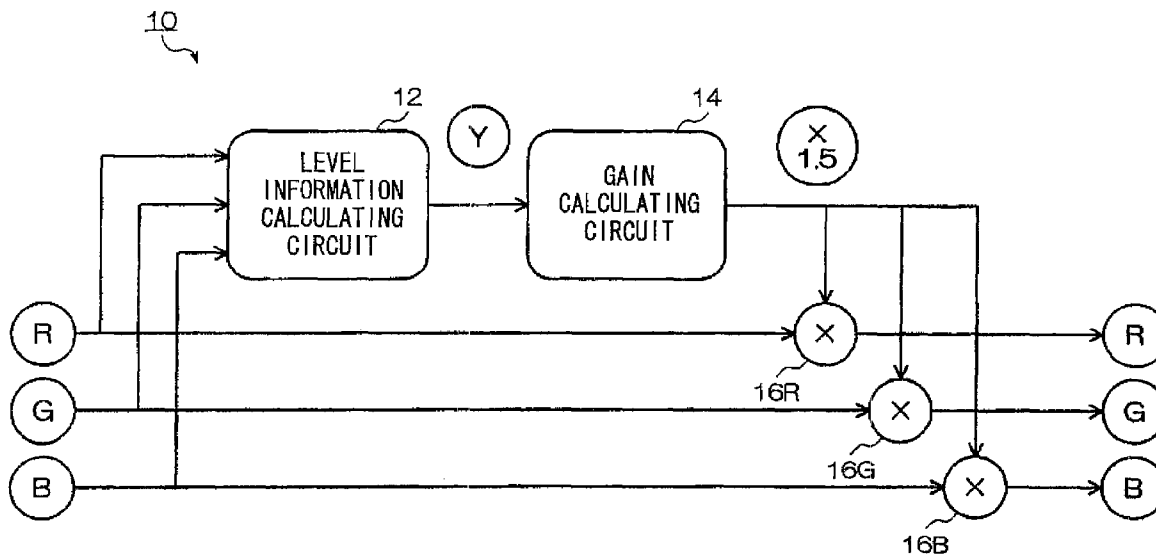 10
12
Y
14
×
1.5
LEVEL
INFORMATION
CALCULATING
CIRCUIT
GAIN
CALCULATING
CIRCUIT
R
×
R
16R
G
×
G
16G
B
×
B
16B